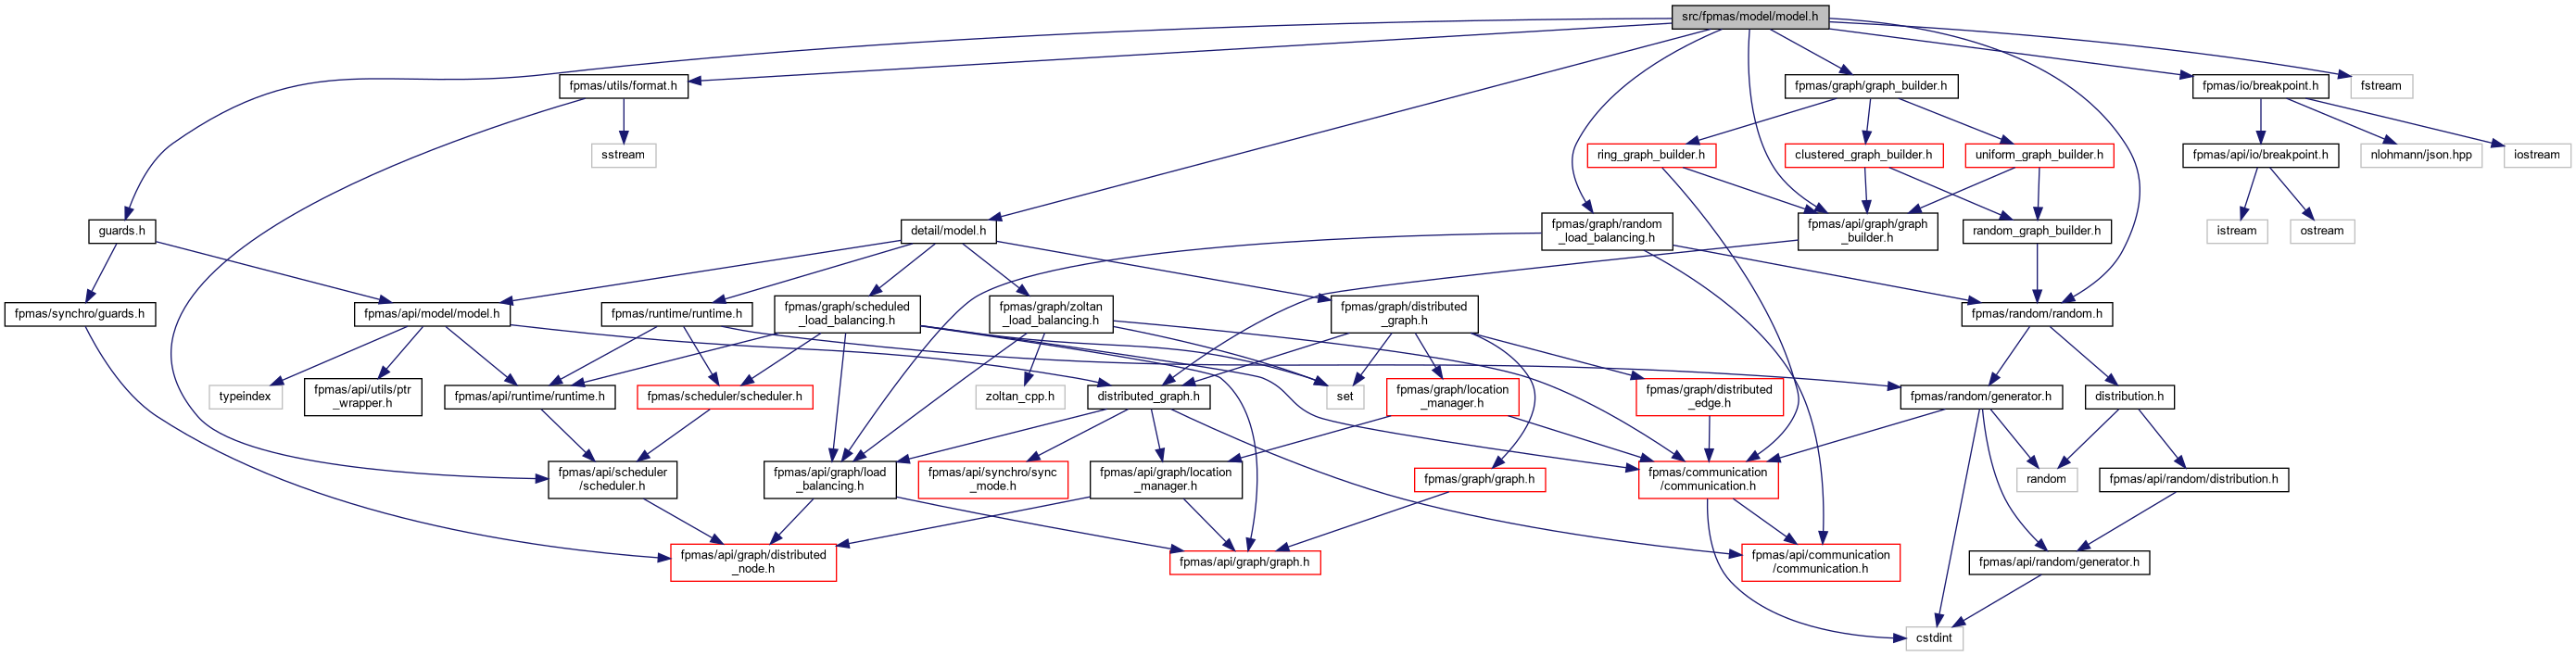 src/fpmas/model/model.h
fpmas/utils/format.h
fpmas/graph/graph_builder.h
fpmas/io/breakpoint.h
fstream
sstream
ring_graph_builder.h
clustered_graph_builder.h
uniform_graph_builder.h
fpmas/api/io/breakpoint.h
nlohmann/json.hpp
iostream
guards.h
detail/model.h
fpmas/graph/random
_load_balancing.h
fpmas/api/graph/graph
_builder.h
random_graph_builder.h
istream
ostream
fpmas/synchro/guards.h
fpmas/api/model/model.h
fpmas/runtime/runtime.h
fpmas/graph/scheduled
_load_balancing.h
fpmas/graph/zoltan
_load_balancing.h
fpmas/graph/distributed
_graph.h
fpmas/random/random.h
typeindex
fpmas/api/utils/ptr
_wrapper.h
fpmas/api/runtime/runtime.h
fpmas/scheduler/scheduler.h
zoltan_cpp.h
distributed_graph.h
set
fpmas/graph/location
_manager.h
fpmas/graph/distributed
_edge.h
fpmas/random/generator.h
distribution.h
fpmas/api/scheduler
/scheduler.h
fpmas/api/graph/load
_balancing.h
fpmas/api/synchro/sync
_mode.h
fpmas/api/graph/location
_manager.h
fpmas/graph/graph.h
fpmas/communication
/communication.h
random
fpmas/api/random/distribution.h
fpmas/api/graph/distributed
_node.h
fpmas/api/graph/graph.h
fpmas/api/communication
/communication.h
fpmas/api/random/generator.h
cstdint